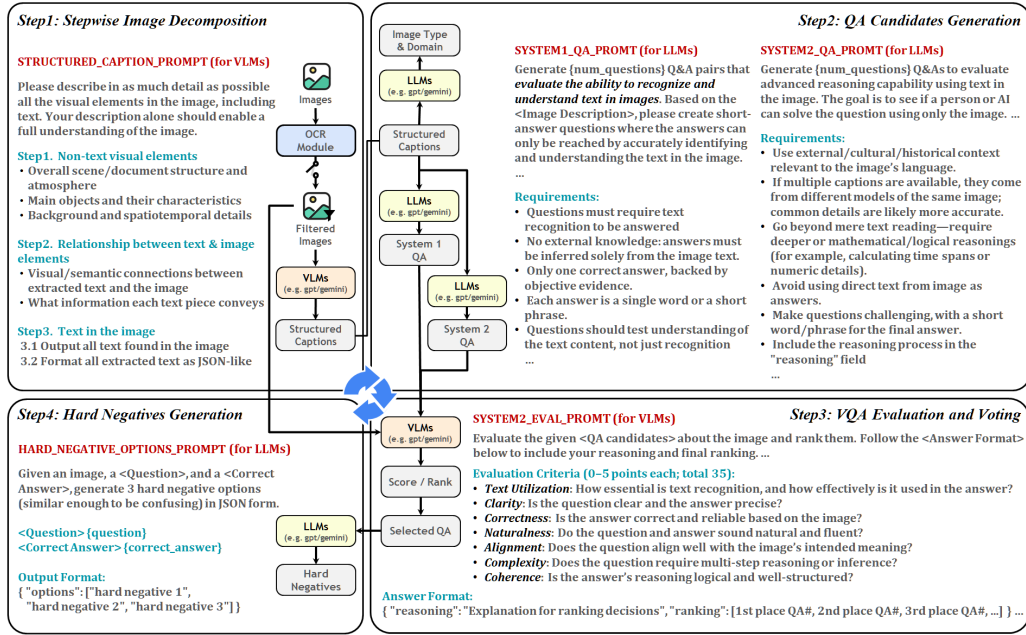 Step1: Stepwise Image Decomposition
STRUCTURED_CAPTION_PROMPT (for VLMs)
Please describe in as much detail as possible
all the visual elements in the image, including
text. Your description alone should enable a
full understanding of the image.
Step1. Non-text visual elements
• Overall scene/document structure and
atmosphere
• Main objects and their characteristics
• Background and spatiotemporal details
Step2. Relationship between text & image
elements
• Visual/semantic connections between
extracted text and the image
• What information each text piece conveys
Step3. Text in the image
3.1 Output all text found in the image
3.2 Format all extracted text as JSON-like
Images
OCR
Module
Filtered
Images
VLMs
(e.g. gpt/gemini)
Structured
Captions
Step2: QA Candidates Generation
Image Type
& Domain
LLMs
(e.g. gpt/gemini)
Structured
Captions
LLMs
(e.g. gpt/gemini)
System 1
QA
LLMs
(e.g. gpt/gemini)
System 2
QA
SYSTEM1_QA_PROMT (for LLMs)
Generate {num_questions} Q&A pairs that
evaluate the ability to recognize and
understand text in images. Based on the
<Image Description>, please create short-
answer questions where the answers can
only be reached by accurately identifying
and understanding the text in the image.
...
Requirements:
• Questions must require text
recognition to be answered
• No external knowledge: answers must
be inferred solely from the image text.
• Only one correct answer, backed by
objective evidence.
• Each answer is a single word or a short
phrase.
• Questions should test understanding of
the text content, not just recognition
...
SYSTEM2_QA_PROMT (for LLMs)
Generate {num_questions} Q&As to evaluate
advanced reasoning capability using text in
the image. The goal is to see if a person or AI
can solve the question using only the image. ...
Requirements:
• Use external/cultural/historical context
relevant to the image's language.
• If multiple captions are available, they come
from different models of the same image;
common details are likely more accurate.
• Go beyond mere text reading—require
deeper or mathematical/logical reasonings
(for example, calculating time spans or
numeric details).
• Avoid using direct text from image as
answers.
• Make questions challenging, with a short
word/phrase for the final answer.
• Include the reasoning process in the
"reasoning" field
...
Step4: Hard Negatives Generation
HARD_NEGATIVE_OPTIONS_PROMPT (for LLMs)
Given an image, a <Question>, and a <Correct
Answer>, generate 3 hard negative options
(similar enough to be confusing) in JSON form.
<Question> {question}
<Correct Answer> {correct_answer}
Output Format:
{ "options": ["hard negative 1",
"hard negative 2", "hard negative 3"] }
LLMs
(e.g. gpt/gemini)
Hard
Negatives
Step3: VQA Evaluation and Voting
VLMs
(e.g. gpt/gemini)
Score / Rank
Selected QA
SYSTEM2_EVAL_PROMT (for VLMs)
Evaluate the given <QA candidates> about the image and rank them. Follow the <Answer Format>
below to include your reasoning and final ranking. ...
Evaluation Criteria (0–5 points each; total 35):
• Text Utilization: How essential is text recognition, and how effectively is it used in the answer?
• Clarity: Is the question clear and the answer precise?
• Correctness: Is the answer correct and reliable based on the image?
• Naturalness: Do the question and answer sound natural and fluent?
• Alignment: Does the question align well with the image's intended meaning?
• Complexity: Does the question require multi-step reasoning or inference?
• Coherence: Is the answer's reasoning logical and well-structured?
Answer Format:
{ "reasoning": "Explanation for ranking decisions", "ranking": [1st place QA#, 2nd place QA#, 3rd place QA#, ...] } ...